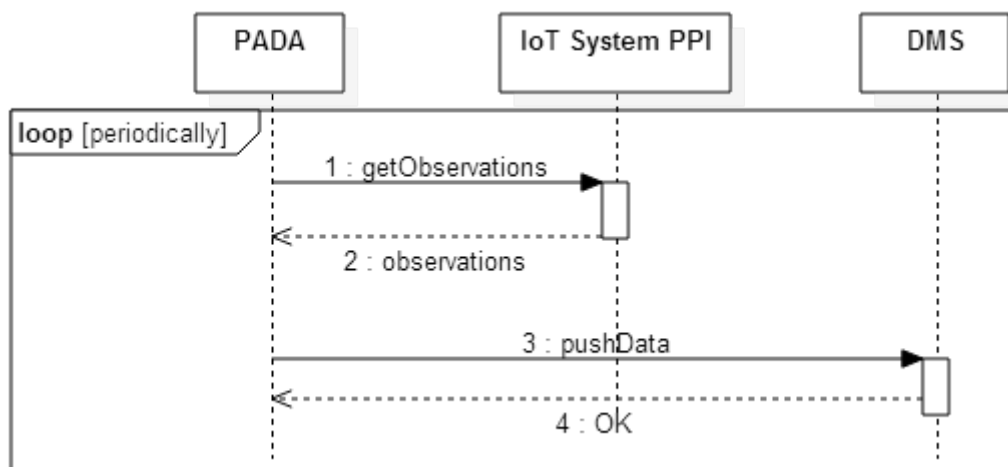 PADA
IoT System PPI
DMS
loop [periodically]
1 : getObservations
2 : observations
3 : pushData
4 : OK